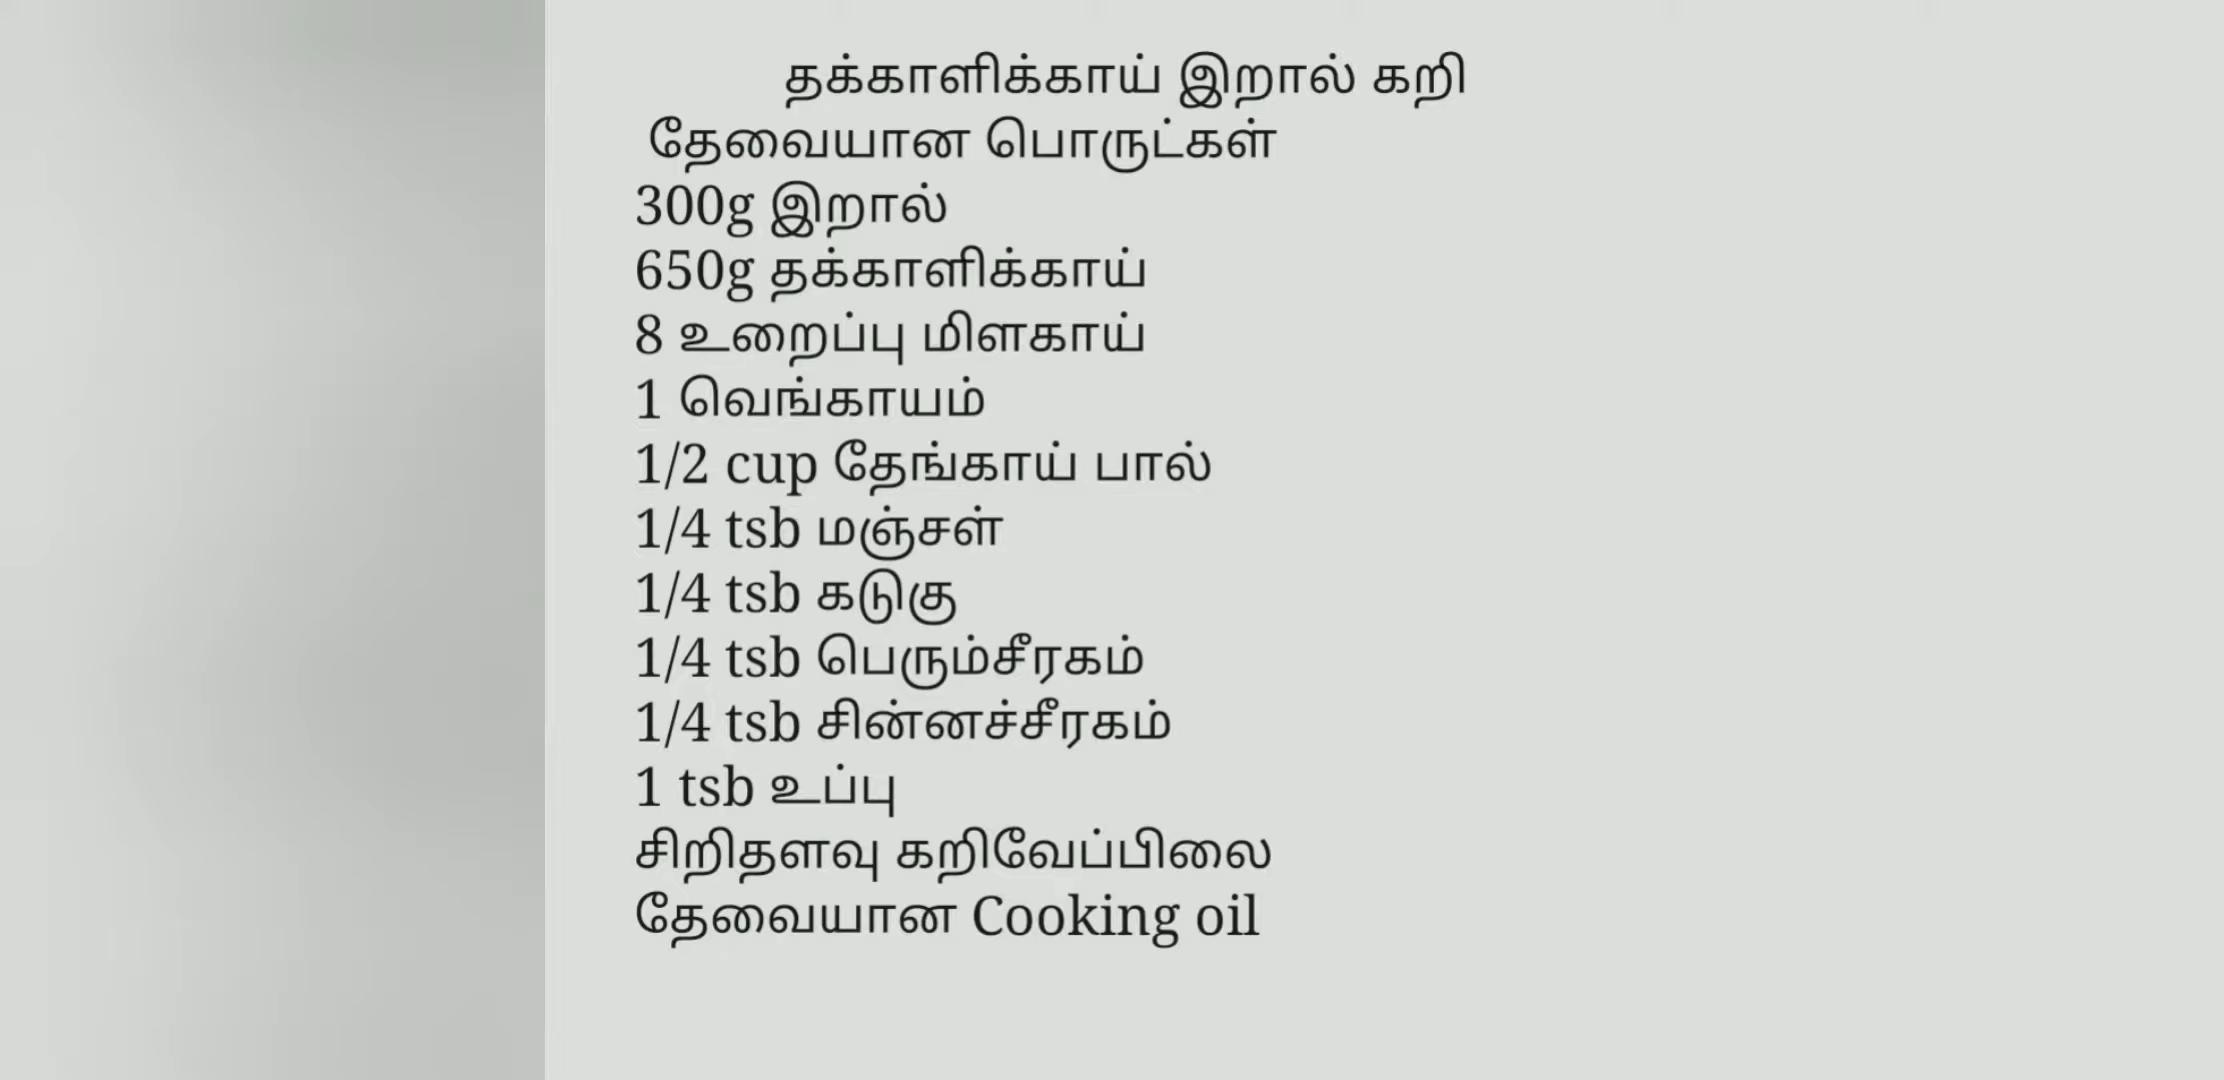 தக்காளிக்காய் இறால் கறி
தேவையான பொருட்கள்
300g இறால்
650g தக்காளிக்காய்
8 உறைப்பு மிளகாய்
1 வெங்காயம்
1/2 cup தேங்காய் பால்
1/4 tsb மஞ்சள்
1/4 tsb கடுகு
1/4 tsb பெரும்சீரகம்
1/4 tsb சின்னச்சீரகம்
1 tsb உப்பு
சிறிதளவு கறிவேப்பிலை
தேவையான Cooking oil